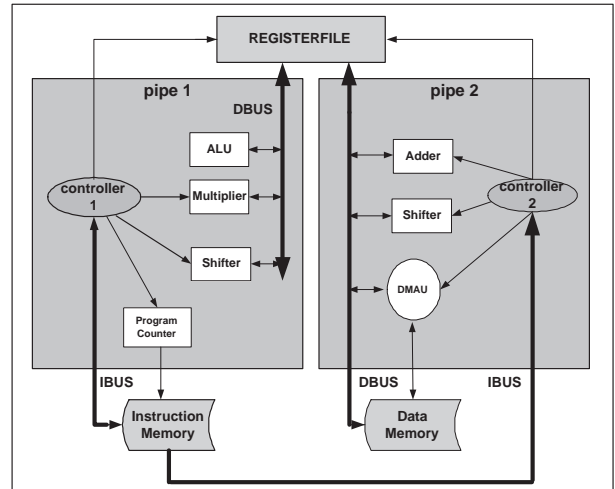 REGISTERFILE
pipe 1
DBUS
ALU
controller
1
Multiplier
Shifter
Program
Counter
pipe 2
Adder
controller
2
Shifter
DMAU
IBUS
DBUS
IBUS
Instruction
Memory
Data
Memory